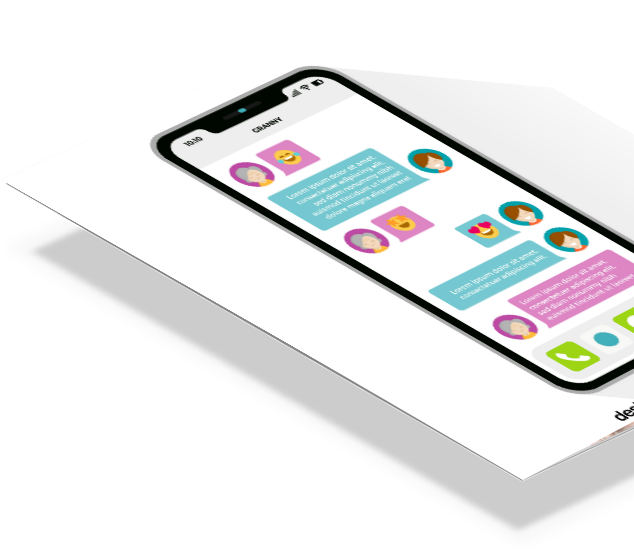 10:10
GRANNY
Lorem ipsum dolor sit amet,
consectetuer adipiscing elit,
sed diam nonummy nibh
euismod tincidunt ut laoreet
dolore magna aliquam erat.
Lorem ipsum dolor sit amet,
consectetuer adipiscing elit.
Lorem ipsum dolor sit amet,
consectetuer adipiscing elit,
sed diam nonummy nibh
euismod tincidunt ut laoreet